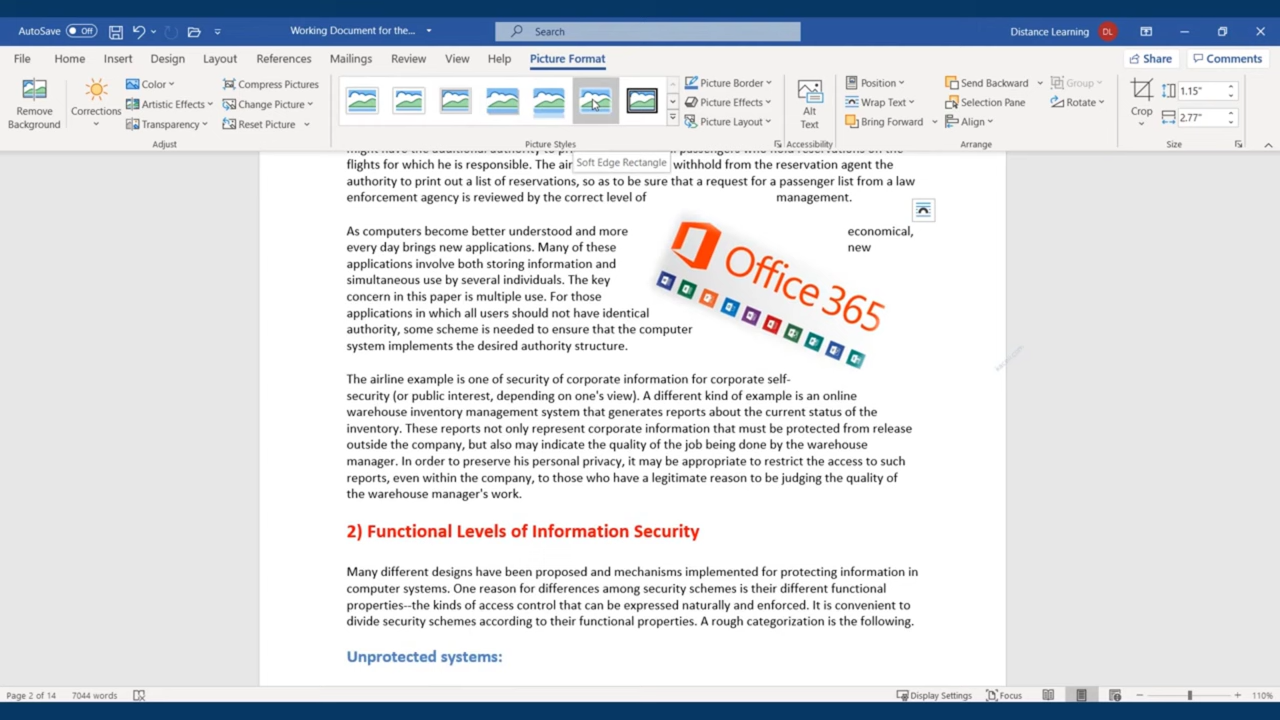 AutoSave Off Working Document for the... Search Distance Learning DL
File Home Insert Design Layout References Mailings Review View Help Picture Format Share Comments
Remove Background
Corrections
Color
Artistic Effects
Transparency
Compress Pictures
Change Picture
Reset Picture
Adjust
Picture Styles
Picture Border
Picture Effects
Picture Layout
Alt Text
Accessibility
Position
Wrap Text
Bring Forward
Send Backward
Selection Pane
Align
Group
Rotate
Arrange
Crop
1.15"
2.77"
Size
Soft Edge Rectangle
flights for which he is responsible. The air withhold from the reservation agent the
authority to print out a list of reservations, so as to be sure that a request for a passenger list from a law
enforcement agency is reviewed by the correct level of management.
As computers become better understood and more economical,
every day brings new applications. Many of these new
applications involve both storing information and
simultaneous use by several individuals. The key
concern in this paper is multiple use. For those
applications in which all users should not have identical
authority, some scheme is needed to ensure that the computer
system implements the desired authority structure.
Office 365
The airline example is one of security of corporate information for corporate self-
security (or public interest, depending on one's view). A different kind of example is an online
warehouse inventory management system that generates reports about the current status of the
inventory. These reports not only represent corporate information that must be protected from release
outside the company, but also may indicate the quality of the job being done by the warehouse
manager. In order to preserve his personal privacy, it may be appropriate to restrict the access to such
reports, even within the company, to those who have a legitimate reason to be judging the quality of
the warehouse manager's work.
2) Functional Levels of Information Security
Many different designs have been proposed and mechanisms implemented for protecting information in
computer systems. One reason for differences among security schemes is their different functional
properties--the kinds of access control that can be expressed naturally and enforced. It is convenient to
divide security schemes according to their functional properties. A rough categorization is the following.
Unprotected systems:
Page 2 of 14 7044 words Display Settings Focus 110%